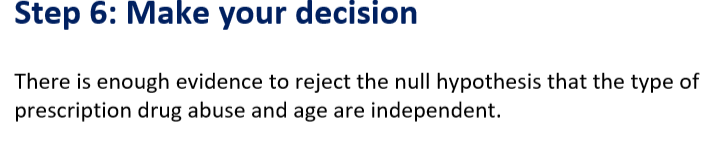 Step 6: Make your decision
There is enough evidence to reject the null hypothesis that the type of
prescription drug abuse and age are independent.